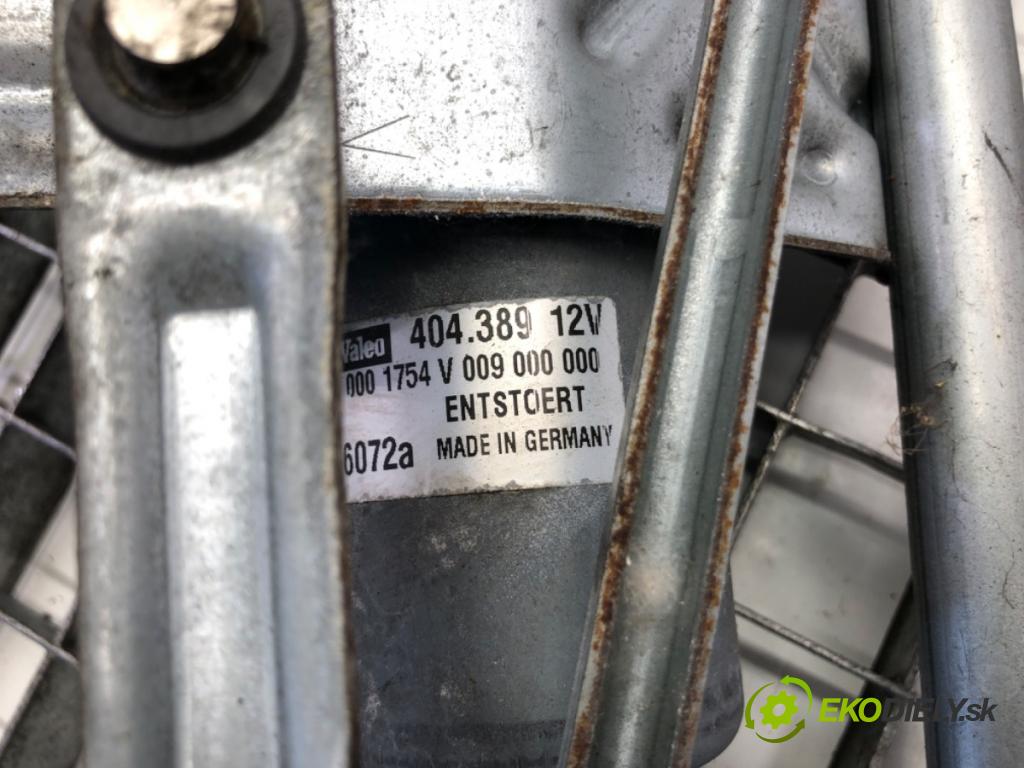 Valeo 404.389 12V
000 1754 V 009 000 000
ENTSTOERT
6072a MADE IN GERMANY
EKODIELY.sk